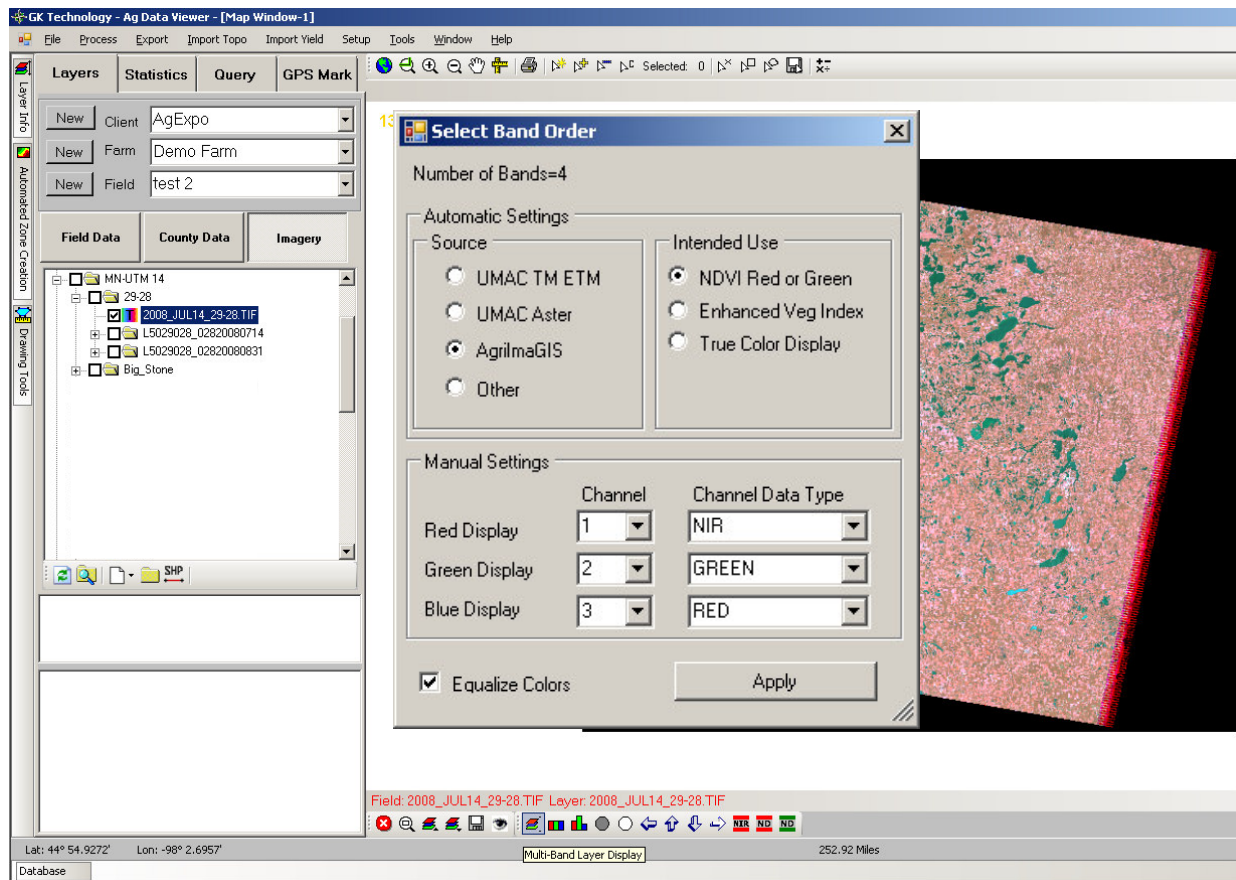 GK Technology - Ag Data Viewer - [Map Window-1]
File Process Export Import Topo Import Yield Setup Tools Window Help
Layer Info
Automated Zone Creation
Drawing Tools
Layers Statistics Query GPS Mark
Selected: 0
New Client AgExpo
New Farm Demo Farm
New Field test 2
Field Data County Data Imagery
MN-UTM 14
29-28
2008_JUL14_29-28.TIF
L5029028_02820080714
L5029028_02820080831
Big_Stone
SHP
13
Select Band Order
Number of Bands=4
Automatic Settings
Source
UMAC TM ETM
UMAC Aster
AgriImaGIS
Other
Intended Use
NDVI Red or Green
Enhanced Veg Index
True Color Display
Manual Settings
Channel Channel Data Type
Red Display 1 NIR
Green Display 2 GREEN
Blue Display 3 RED
Equalize Colors
Apply
Field: 2008_JUL14_29-28.TIF Layer: 2008_JUL14_29-28.TIF
NIR ND ND
Lat: 44° 54.9272' Lon: -98° 2.6957' 252.92 Miles
Multi-Band Layer Display
Database